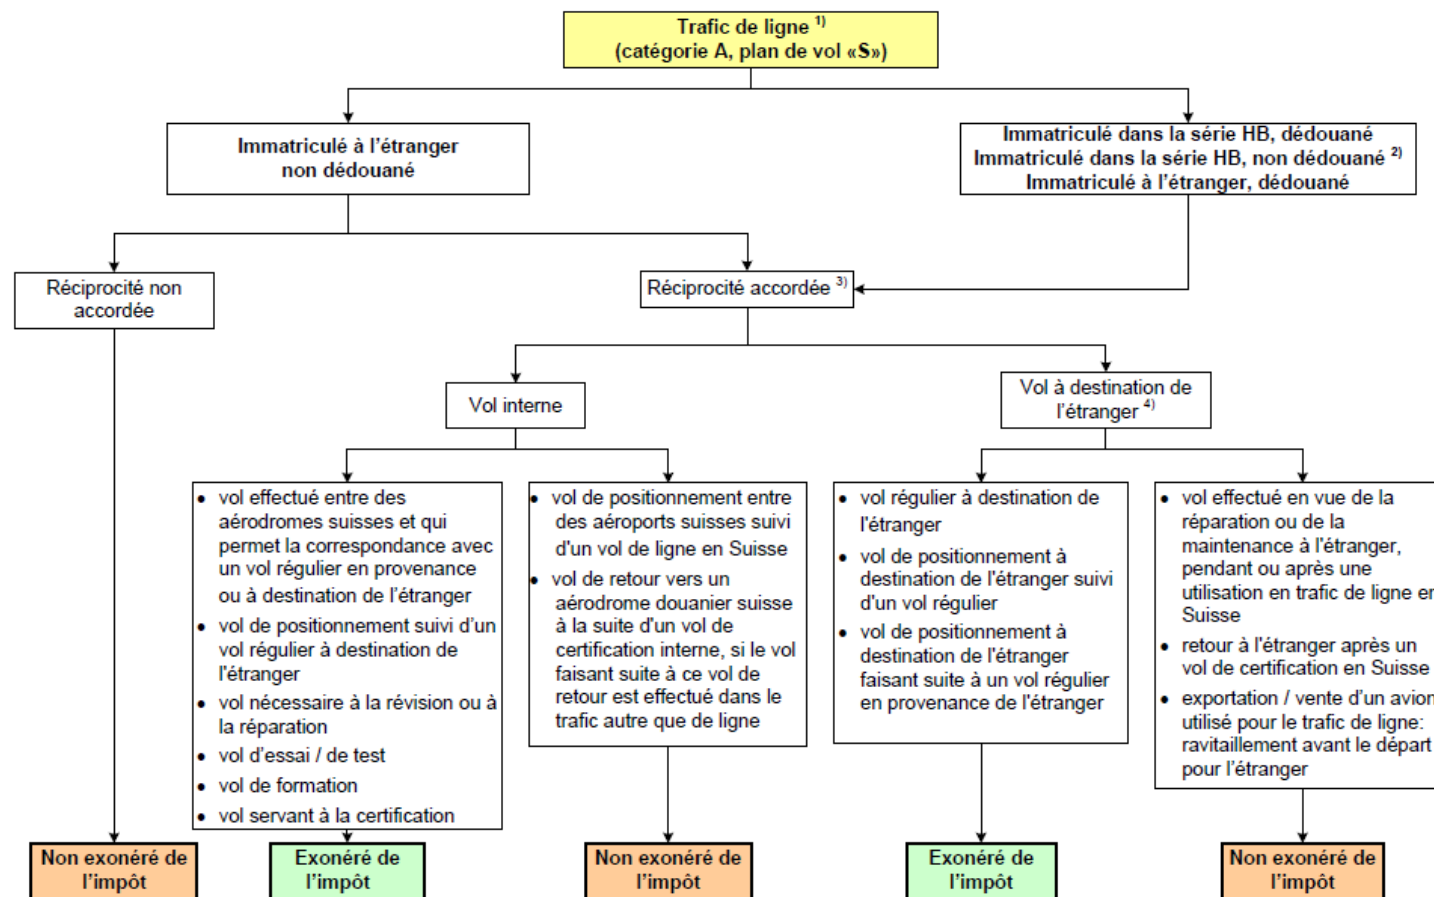 Trafic de ligne 1)
(catégorie A, plan de vol «S»)
Immatriculé à l'étranger
non dédouané
Immatriculé dans la série HB, dédouané
Immatriculé dans la série HB, non dédouané 2)
Immatriculé à l'étranger, dédouané
Réciprocité non
accordée
Réciprocité accordée 3)
Vol interne
Vol à destination de
l'étranger 4)
• vol effectué entre des
aérodromes suisses et qui
permet la correspondance avec
un vol régulier en provenance
ou à destination de l'étranger
• vol de positionnement suivi d'un
vol régulier à destination de
l'étranger
• vol nécessaire à la révision ou à
la réparation
• vol d'essai / de test
• vol de formation
• vol servant à la certification
• vol de positionnement entre
des aéroports suisses suivi
d'un vol de ligne en Suisse
• vol de retour vers un
aérodrome douanier suisse
à la suite d'un vol de
certification interne, si le vol
faisant suite à ce vol de
retour est effectué dans le
trafic autre que de ligne
• vol régulier à destination de
l'étranger
• vol de positionnement à
destination de l'étranger suivi
d'un vol régulier
• vol de positionnement à
destination de l'étranger
faisant suite à un vol régulier
en provenance de l'étranger
• vol effectué en vue de la
réparation ou de la
maintenance à l'étranger,
pendant ou après une
utilisation en trafic de ligne en
Suisse
• retour à l'étranger après un
vol de certification en Suisse
• exportation / vente d'un avion
utilisé pour le trafic de ligne:
ravitaillement avant le départ
pour l'étranger
Non exonéré de
l'impôt
Exonéré de
l'impôt
Non exonéré de
l'impôt
Exonéré de
l'impôt
Non exonéré de
l'impôt